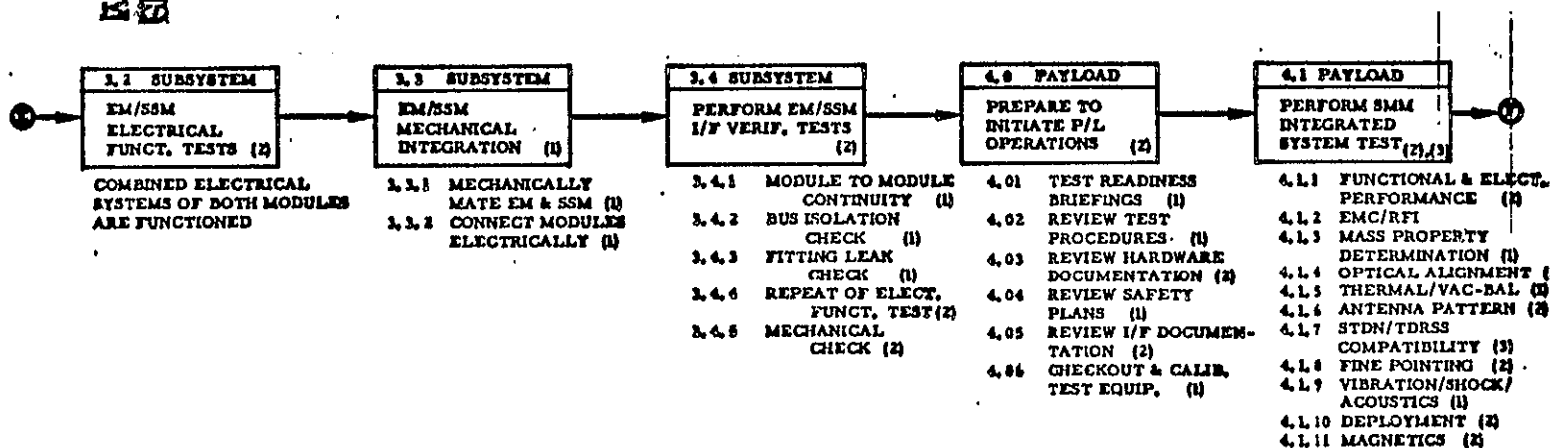 3.2 SUBSYSTEM
EM/SSM
ELECTRICAL
FUNCT. TESTS (2)
COMBINED ELECTRICAL
SYSTEMS OF BOTH MODULES
ARE FUNCTIONED
3.3 SUBSYSTEM
EM/SSM
MECHANICAL
INTEGRATION (1)
3.3.1 MECHANICALLY
MATE EM & SSM (1)
3.3.2 CONNECT MODULES
ELECTRICALLY (1)
3.4 SUBSYSTEM
PERFORM EM/SSM
I/F VERIF. TESTS
(2)
3.4.1 MODULE TO MODULE
CONTINUITY (1)
3.4.2 BUS ISOLATION
CHECK (1)
3.4.3 FITTING LEAK
CHECK (1)
3.4.4 REPEAT OF ELECT.
FUNCT. TEST (2)
3.4.5 MECHANICAL
CHECK (2)
4.0 PAYLOAD
PREPARE TO
INITIATE P/L
OPERATIONS (2)
4.01 TEST READINESS
BRIEFINGS (1)
4.02 REVIEW TEST
PROCEDURES (1)
4.03 REVIEW HARDWARE
DOCUMENTATION (2)
4.04 REVIEW SAFETY
PLANS (1)
4.05 REVIEW I/F DOCUMEN-
TATION (2)
4.06 CHECKOUT & CALIB.
TEST EQUIP. (1)
4.1 PAYLOAD
PERFORM SMM
INTEGRATED
SYSTEM TEST (2),(3)
4.1.1 FUNCTIONAL & ELECT.
PERFORMANCE (2)
4.1.2 EMC/RFI
4.1.3 MASS PROPERTY
DETERMINATION (1)
4.1.4 OPTICAL ALIGNMENT (
4.1.5 THERMAL/VAC-BAL (2)
4.1.6 ANTENNA PATTERN (2)
4.1.7 STDN/TDRSS
COMPATIBILITY (3)
4.1.8 FINE POINTING (2)
4.1.9 VIBRATION/SHOCK/
ACOUSTICS (1)
4.1.10 DEPLOYMENT (2)
4.1.11 MAGNETICS (2)